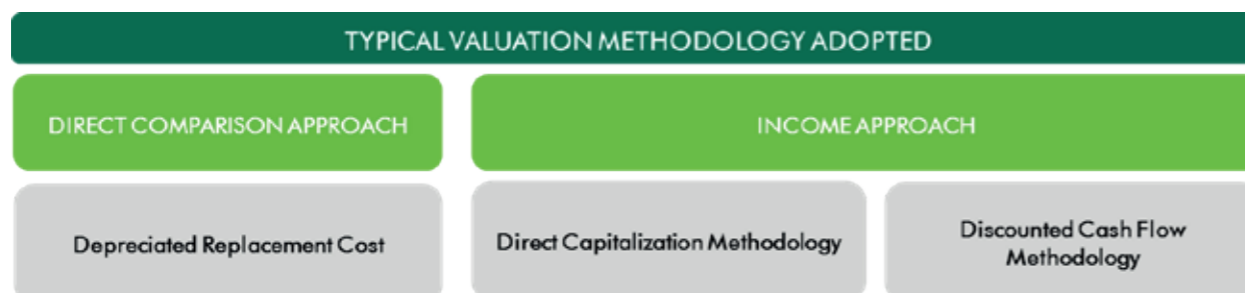 TYPICAL VALUATION METHODOLOGY ADOPTED
DIRECT COMPARISON APPROACH
INCOME APPROACH
Depreciated Replacement Cost
Direct Capitalization Methodology
Discounted Cash Flow
Methodology